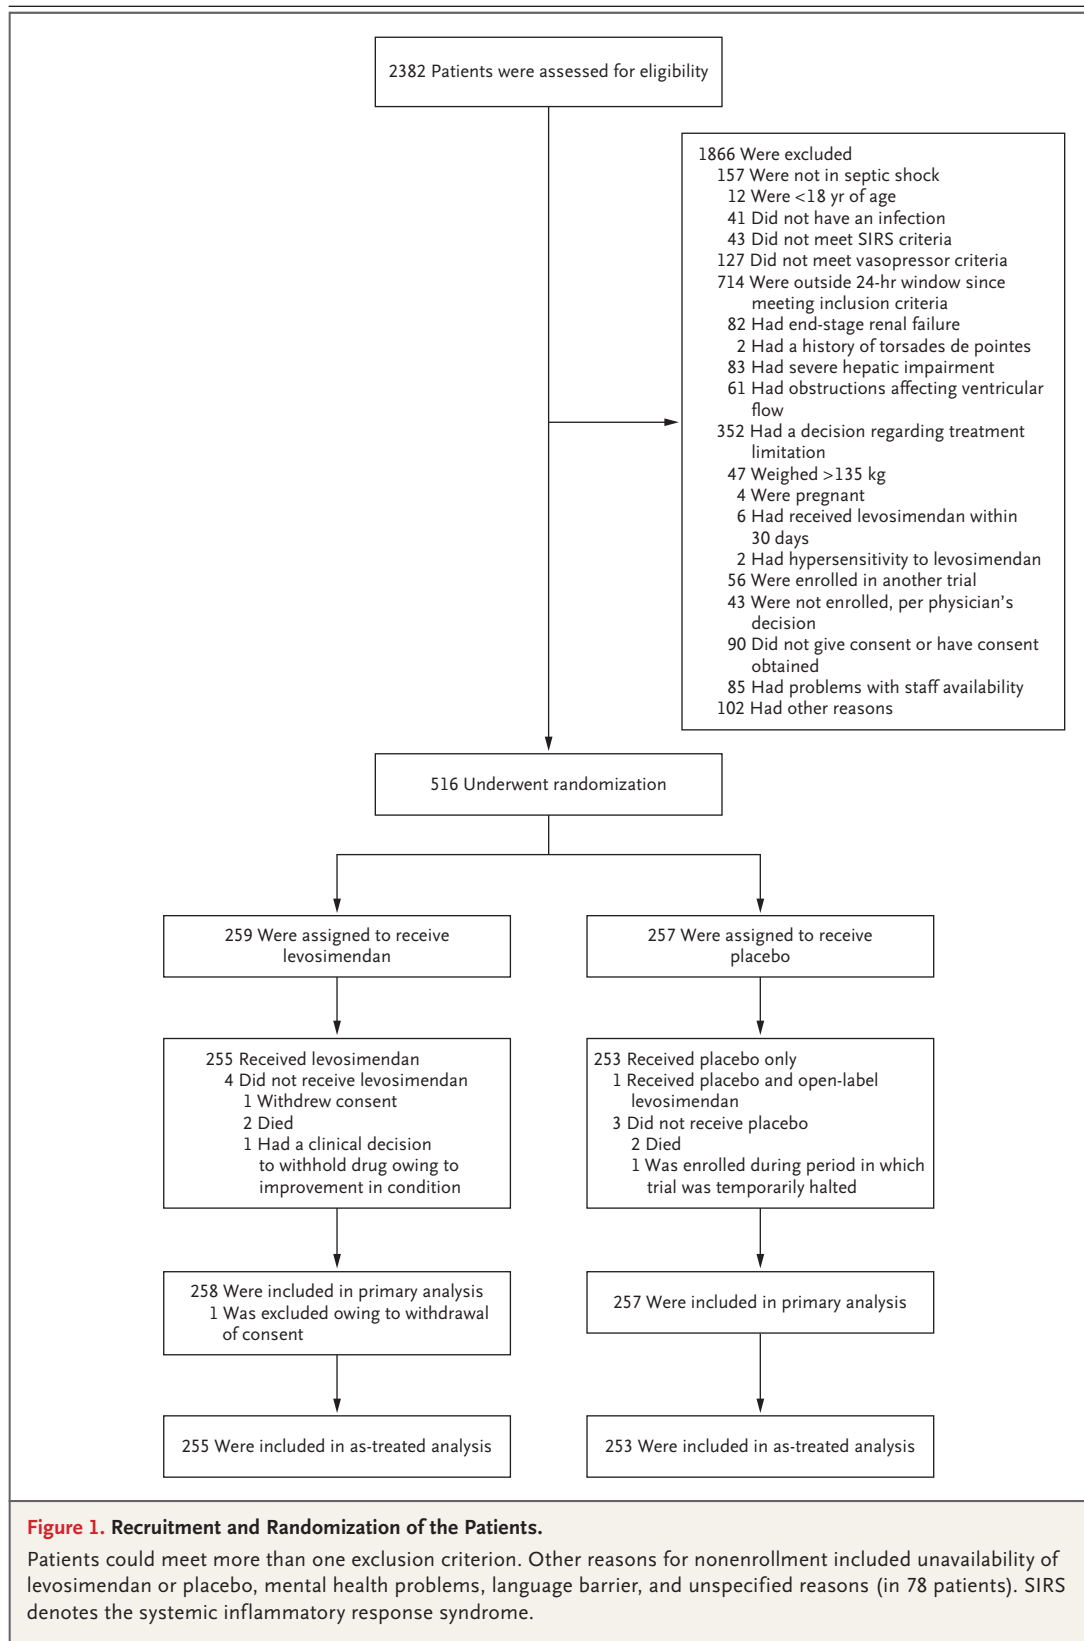 2382 Patients were assessed for eligibility
1866 Were excluded
157 Were not in septic shock
12 Were <18 yr of age
41 Did not have an infection
43 Did not meet SIRS criteria
127 Did not meet vasopressor criteria
714 Were outside 24-hr window since
meeting inclusion criteria
82 Had end-stage renal failure
2 Had a history of torsades de pointes
83 Had severe hepatic impairment
61 Had obstructions affecting ventricular
flow
352 Had a decision regarding treatment
limitation
47 Weighed >135 kg
4 Were pregnant
6 Had received levosimendan within
30 days
2 Had hypersensitivity to levosimendan
56 Were enrolled in another trial
43 Were not enrolled, per physician's
decision
90 Did not give consent or have consent
obtained
85 Had problems with staff availability
102 Had other reasons
516 Underwent randomization
259 Were assigned to receive
levosimendan
257 Were assigned to receive
placebo
255 Received levosimendan
4 Did not receive levosimendan
1 Withdrew consent
2 Died
1 Had a clinical decision
to withhold drug owing to
improvement in condition
253 Received placebo only
1 Received placebo and open-label
levosimendan
3 Did not receive placebo
2 Died
1 Was enrolled during period in which
trial was temporarily halted
258 Were included in primary analysis
1 Was excluded owing to withdrawal
of consent
257 Were included in primary analysis
255 Were included in as-treated analysis
253 Were included in as-treated analysis
Figure 1. Recruitment and Randomization of the Patients.
Patients could meet more than one exclusion criterion. Other reasons for nonenrollment included unavailability of
levosimendan or placebo, mental health problems, language barrier, and unspecified reasons (in 78 patients). SIRS
denotes the systemic inflammatory response syndrome.